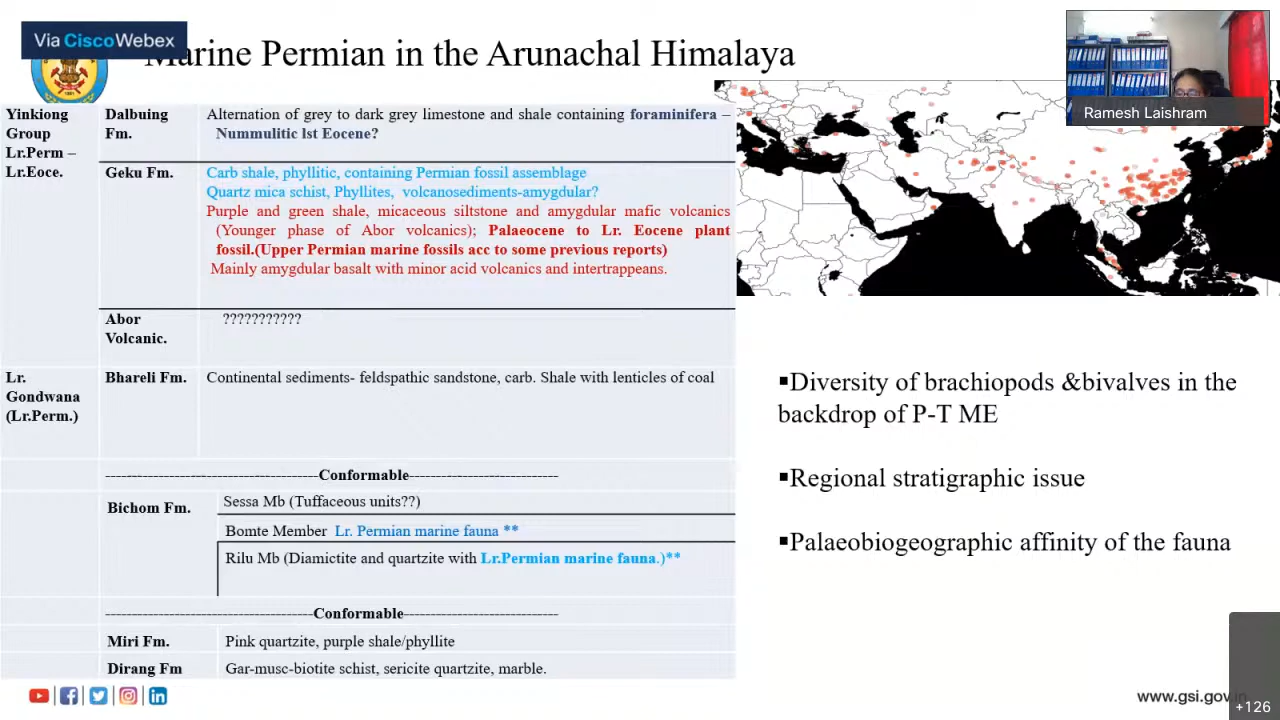 Via Cisco Webex
Marine Permian in the Arunachal Himalaya
Ramesh Laishram
Yinkiong Group Lr.Perm – Lr.Eoce.
Dalbuing Fm.
Alternation of grey to dark grey limestone and shale containing foraminifera –
Nummulitic lst Eocene?
Geku Fm.
Carb shale, phyllitic, containing Permian fossil assemblage
Quartz mica schist, Phyllites, volcanosediments-amygdular?
Purple and green shale, micaceous siltstone and amygdular mafic volcanics
(Younger phase of Abor volcanics); Palaeocene to Lr. Eocene plant
fossil.(Upper Permian marine fossils acc to some previous reports)
Mainly amygdular basalt with minor acid volcanics and intertrappeans.
Abor Volcanic.
???????????
Lr. Gondwana (Lr.Perm.)
Bhareli Fm.
Continental sediments- feldspathic sandstone, carb. Shale with lenticles of coal
------------------------------------------Conformable-----------------------------
Bichom Fm.
Sessa Mb (Tuffaceous units??)
Bomte Member Lr. Permian marine fauna **
Rilu Mb (Diamictite and quartzite with Lr.Permian marine fauna.)**
-----------------------------------------Conformable------------------------------
Miri Fm.
Pink quartzite, purple shale/phyllite
Dirang Fm
Gar-musc-biotite schist, sericite quartzite, marble.
▪Diversity of brachiopods &bivalves in the
backdrop of P-T ME
▪Regional stratigraphic issue
▪Palaeobiogeographic affinity of the fauna
www.gsi.gov.in
+126